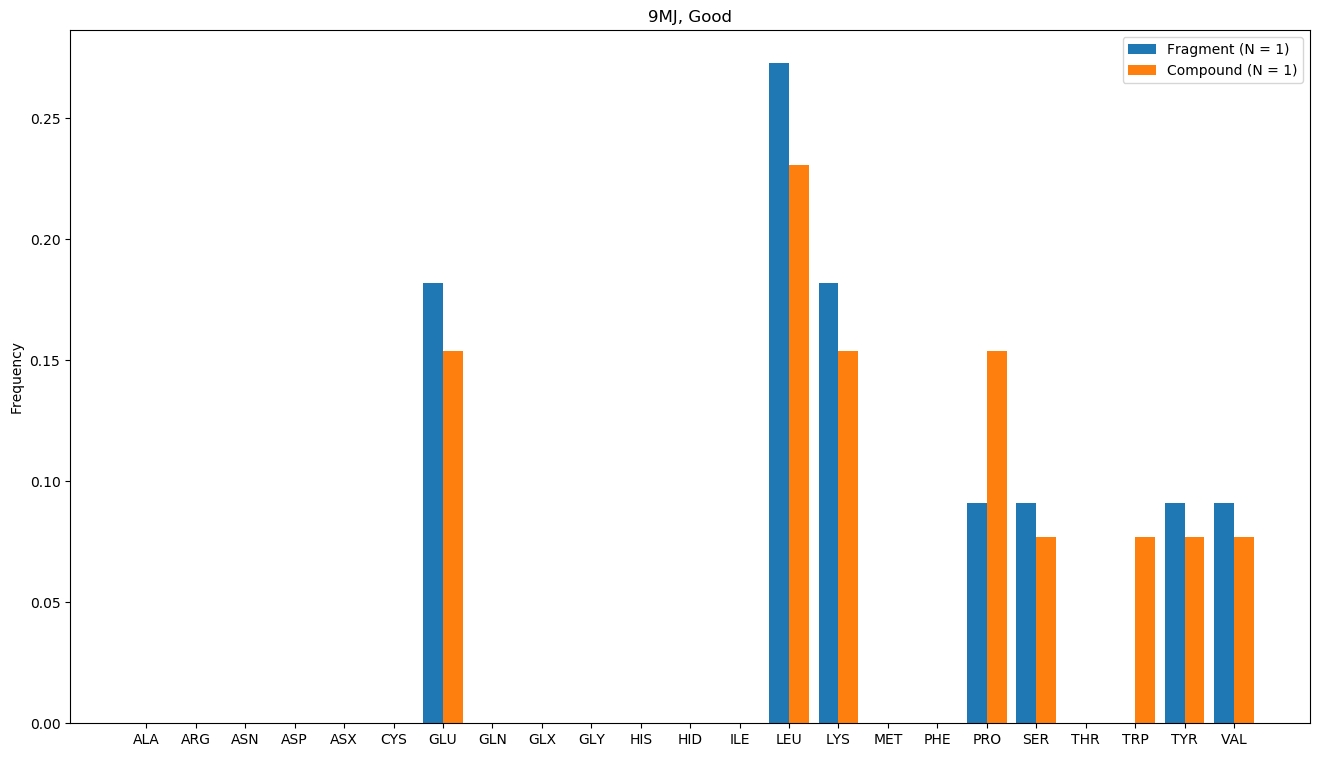 9MJ, Good
Fragment (N = 1)
Compound (N = 1)
Frequency
0.25
0.20
0.15
0.10
0.05
0.00
ALA ARG ASN ASP ASX CYS GLU GLN GLX GLY HIS HID ILE LEU LYS MET PHE PRO SER THR TRP TYR VAL